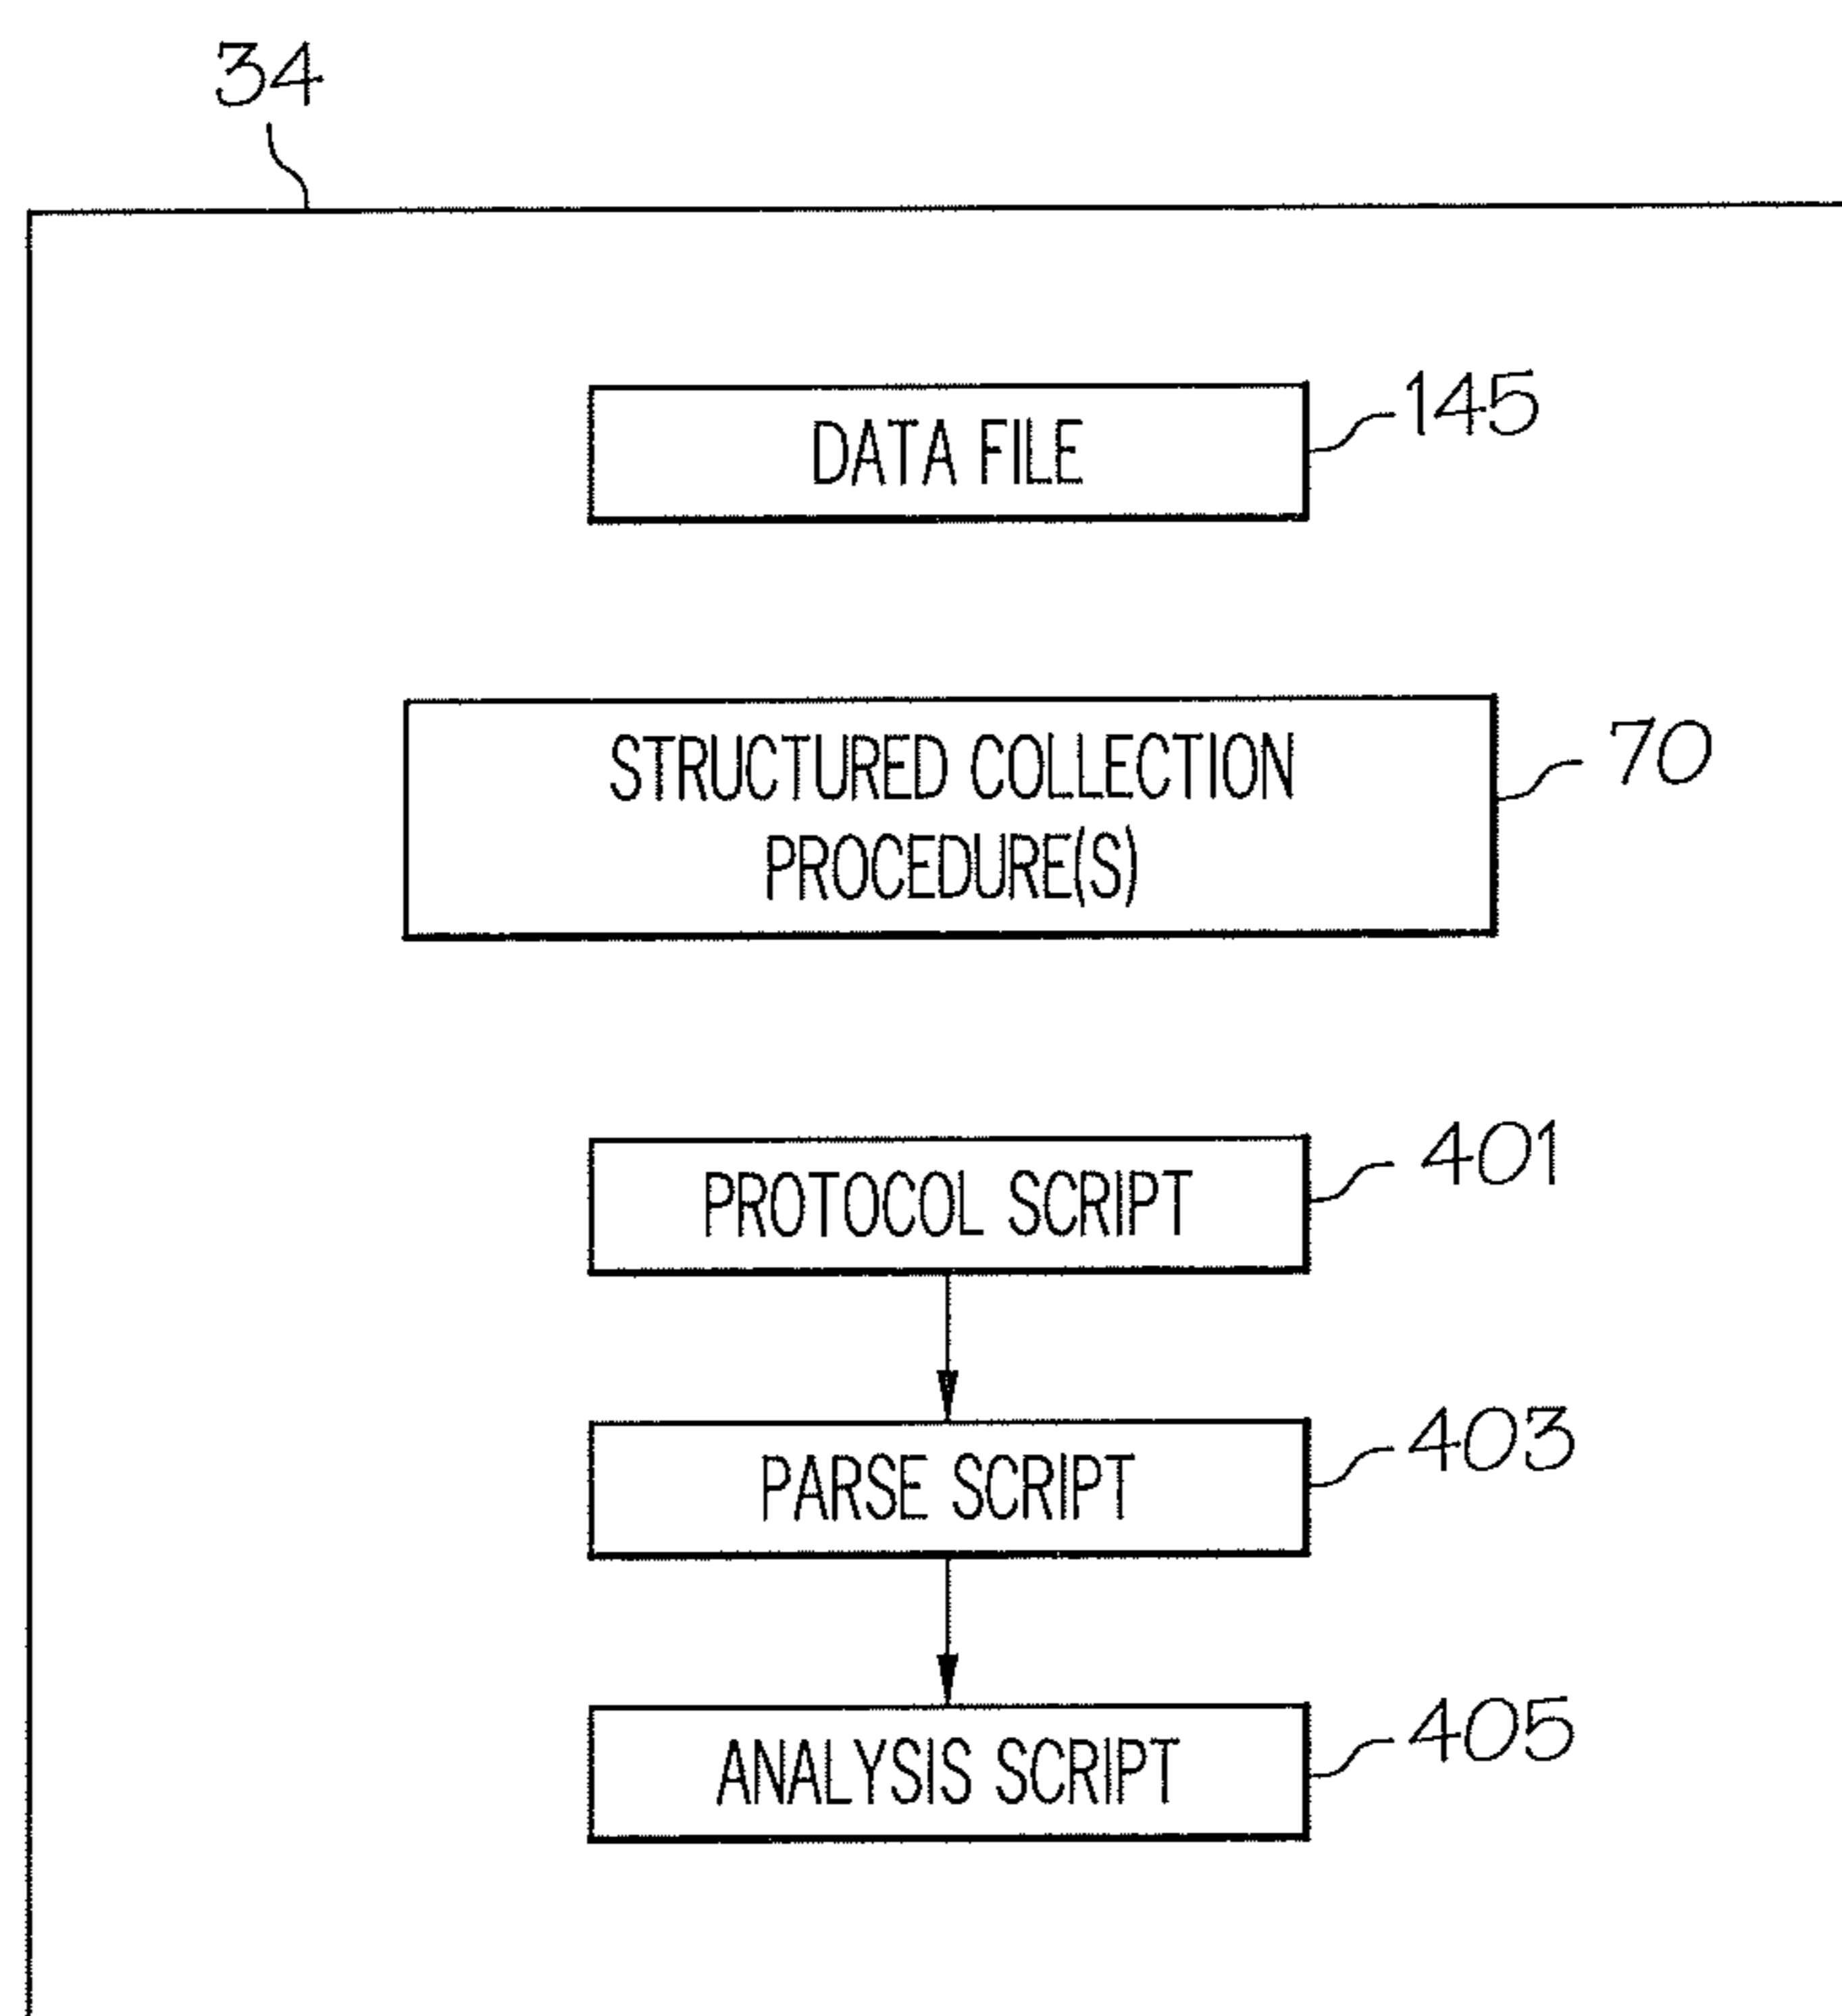 34
DATA FILE
145
STRUCTURED COLLECTION
PROCEDURE(S)
70
PROTOCOL SCRIPT
401
PARSE SCRIPT
403
ANALYSIS SCRIPT
405